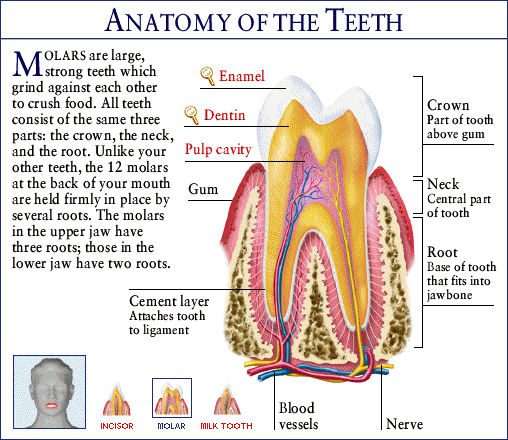 ANATOMY OF THE TEETH
MOLARS are large,
strong teeth which
grind against each other
to crush food. All teeth
consist of the same three
parts: the crown, the neck,
and the root. Unlike your
other teeth, the 12 molars
at the back of your mouth
are held firmly in place by
several roots. The molars
in the upper jaw have
three roots; those in the
lower jaw have two roots.
Enamel
Dentin
Pulp cavity
Gum
Cement layer
Attaches tooth
to ligament
Crown
Part of tooth
above gum
Neck
Central part
of tooth
Root
Base of tooth
that fits into
jawbone
Blood
vessels
Nerve
INCISOR
MOLAR
MILK TOOTH